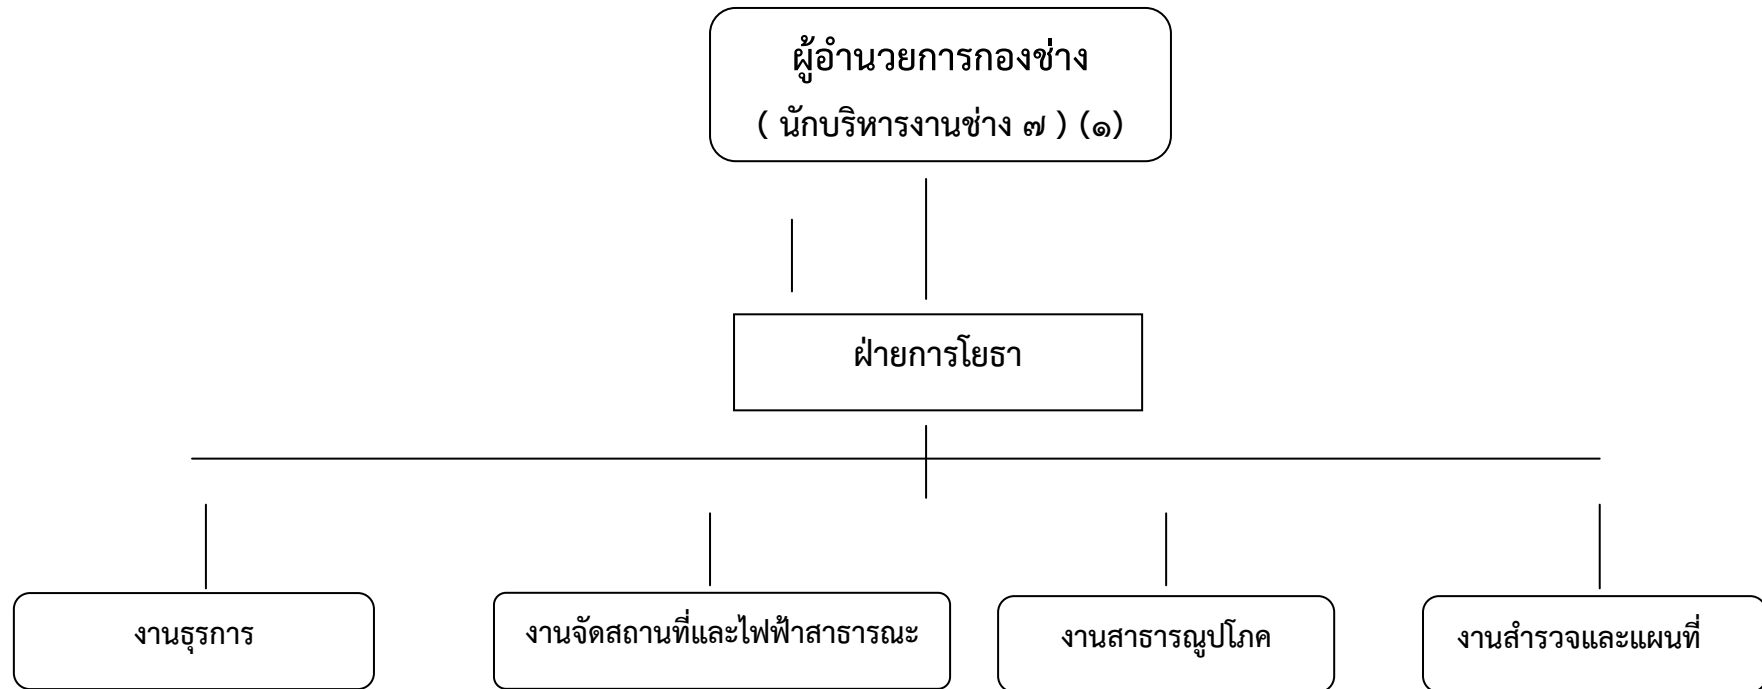 ผู้อำนวยการกองช่าง
( นักบริหารงานช่าง ๗ ) (๑)
ฝ่ายการโยธา
งานธุรการ
งานจัดสถานที่และไฟฟ้าสาธารณะ
งานสาธารณูปโภค
งานสำรวจและแผนที่